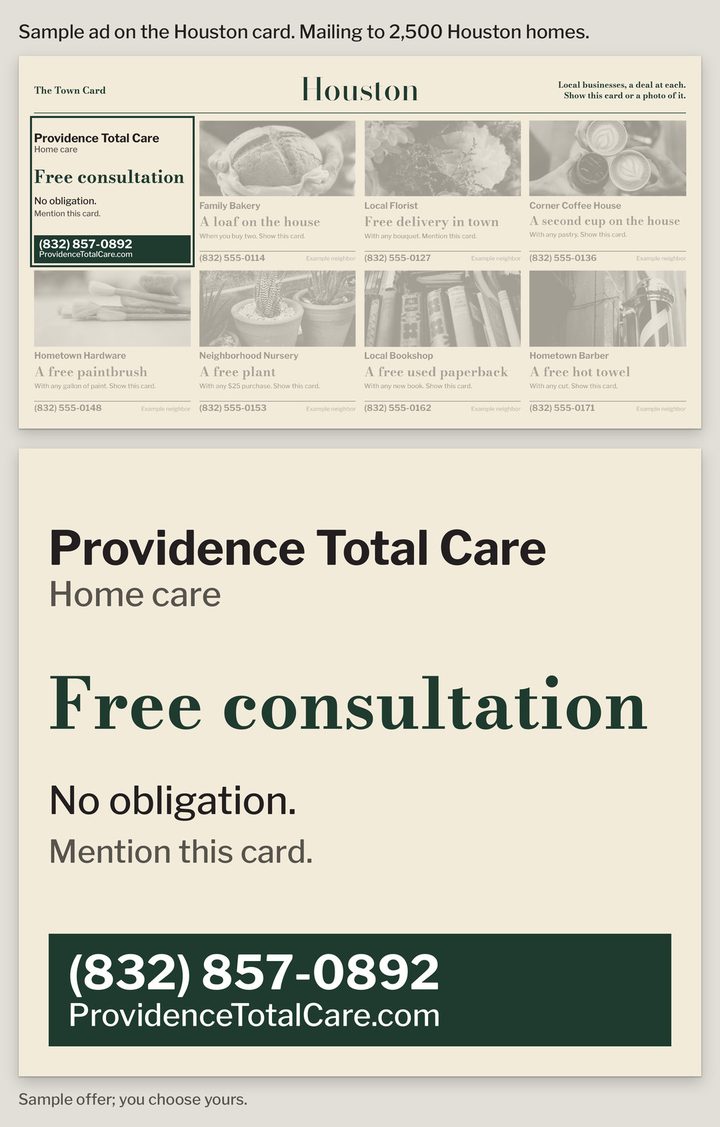 Sample ad on the Houston card. Mailing to 2,500 Houston homes.
The Town Card
Houston
Local businesses, a deal at each.
Show this card or a photo of it.
Providence Total Care
Home care
Free consultation
No obligation.
Mention this card.
(832) 857-0892
ProvidenceTotalCare.com
Family Bakery
A loaf on the house
When you buy two. Show this card.
(832) 555-0114
Example neighbor
Local Florist
Free delivery in town
With any bouquet. Mention this card.
(832) 555-0127
Example neighbor
Corner Coffee House
A second cup on the house
With any pastry. Show this card.
(832) 555-0136
Example neighbor
Hometown Hardware
A free paintbrush
With any gallon of paint. Show this card.
(832) 555-0148
Example neighbor
Neighborhood Nursery
A free plant
With any $25 purchase. Show this card.
(832) 555-0153
Example neighbor
Local Bookshop
A free used paperback
With any new book. Show this card.
(832) 555-0162
Example neighbor
Hometown Barber
A free hot towel
With any cut. Show this card.
(832) 555-0171
Example neighbor
Providence Total Care
Home care
Free consultation
No obligation.
Mention this card.
(832) 857-0892
ProvidenceTotalCare.com
Sample offer; you choose yours.